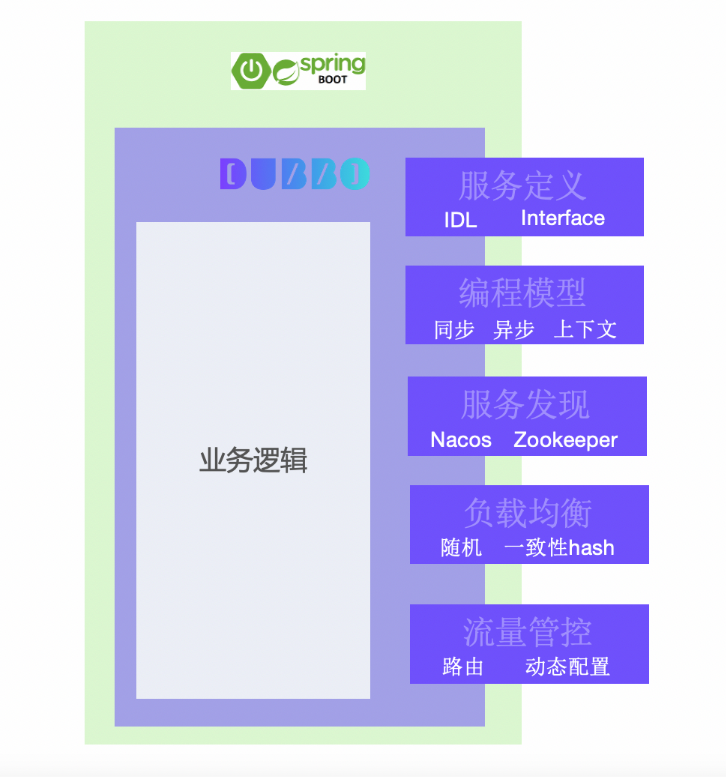 spring
BOOT
DUBBO
服务定义
IDL Interface
编程模型
同步 异步 上下文
服务发现
Nacos Zookeeper
业务逻辑
负载均衡
随机 一致性hash
流量管控
路由 动态配置